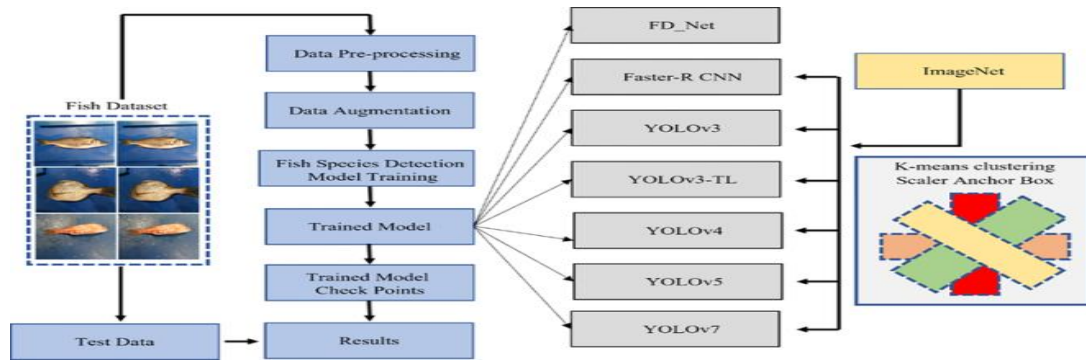 Fish Dataset
Test Data
Data Pre-processing
Data Augmentation
Fish Species Detection
Model Training
Trained Model
Trained Model
Check Points
Results
FD_Net
Faster-R CNN
YOLOv3
YOLOv3-TL
YOLOv4
YOLOv5
YOLOv7
ImageNet
K-means clustering
Scaler Anchor Box